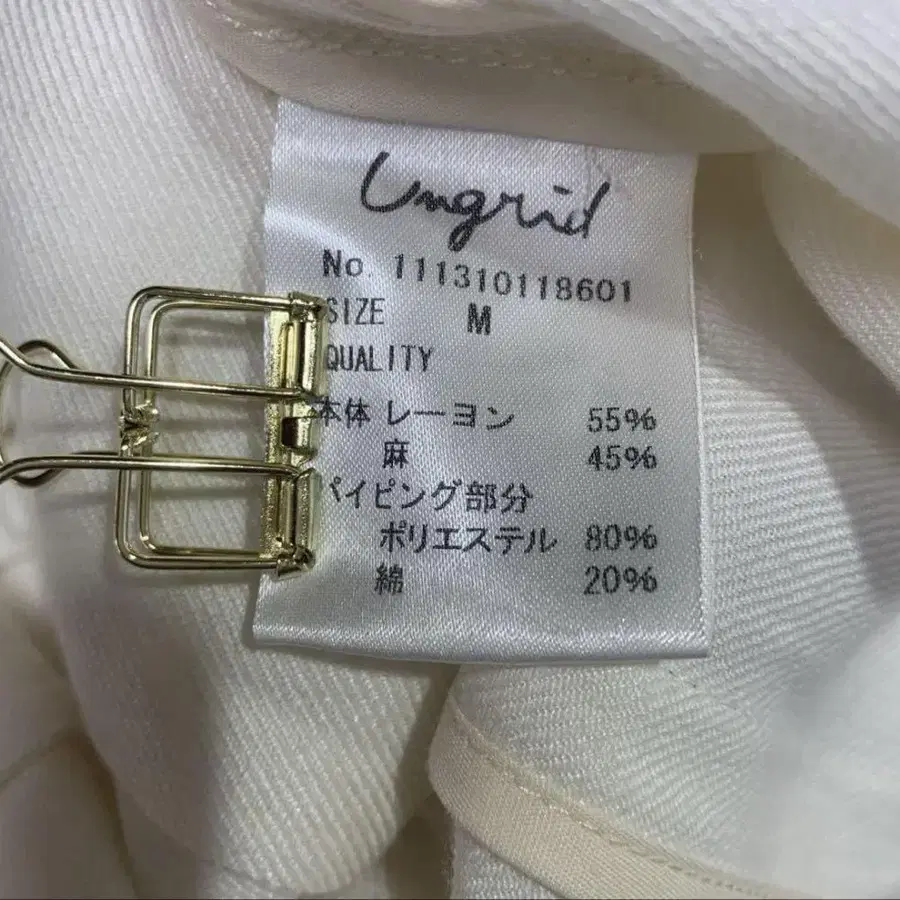 Ungrid
No. 111310118601
SIZE M
QUALITY
本体 レーヨン 55%
麻 45%
パイピング部分
ポリエステル 80%
綿 20%